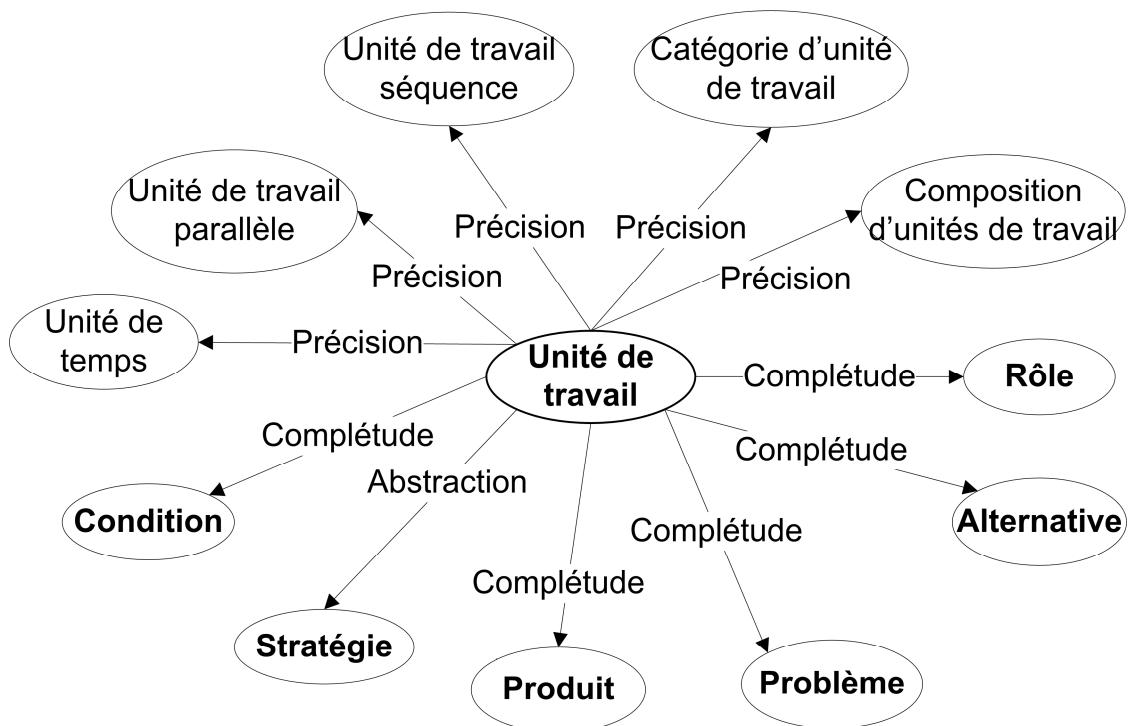 Unité de travail
séquence
Catégorie d’unité
de travail
Unité de travail
parallèle
Composition
d’unités de travail
Précision
Précision
Précision
Précision
Unité de
temps
Précision
Unité de
travail
Complétude
Rôle
Complétude
Complétude
Abstraction
Condition
Alternative
Complétude
Complétude
Stratégie
Produit
Problème